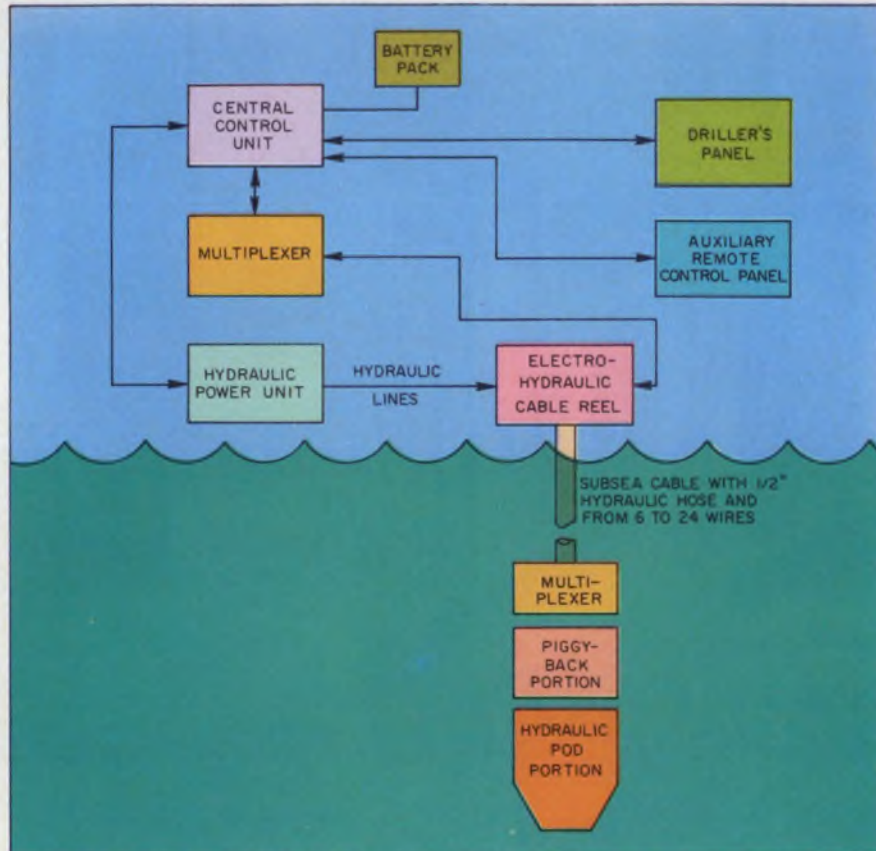 BATTERY
PACK
CENTRAL
CONTROL
UNIT
DRILLER'S
PANEL
MULTIPLEXER
AUXILIARY
REMOTE
CONTROL PANEL
HYDRAULIC
POWER UNIT
HYDRAULIC
LINES
ELECTRO-
HYDRAULIC
CABLE REEL
SUBSEA CABLE WITH 1/2"
HYDRAULIC HOSE AND
FROM 6 TO 24 WIRES
MULTI-
PLEXER
PIGGY-
BACK
PORTION
HYDRAULIC
POD
PORTION